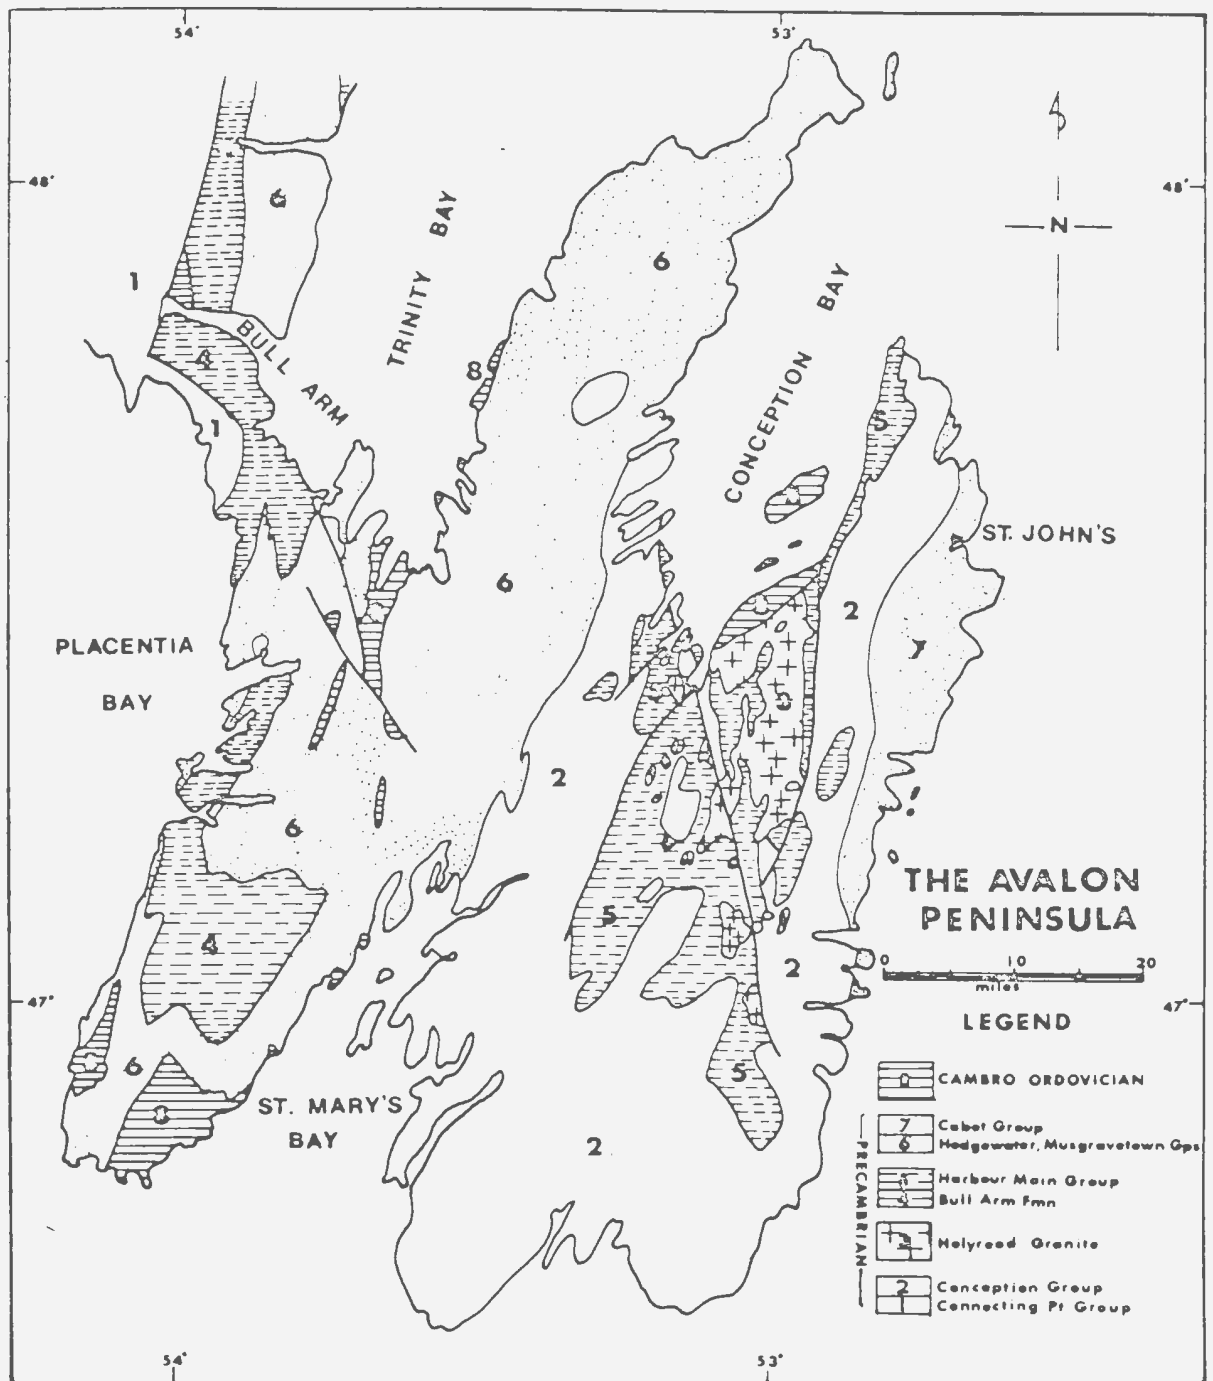 54°
53°
48°
48°
6
TRINITY BAY
6
1
N
CONCEPTION BAY
BULL ARM
4
8
1
5
ST. JOHN'S
6
2
7
PLACENTIA
BAY
2
6
THE AVALON
PENINSULA
5
4
2
0 10 20
miles
47°
47°
LEGEND
6
5
CAMBRO ORDOVICIAN
ST. MARY'S
BAY
2
PRECAMBRIAN
7 Cabot Group
6 Hodgewater, Musgravetown Gps
Harbour Main Group
Bull Arm Fmn
Holyrood Granite
2 Conception Group
1 Connecting Pt Group
54°
53°